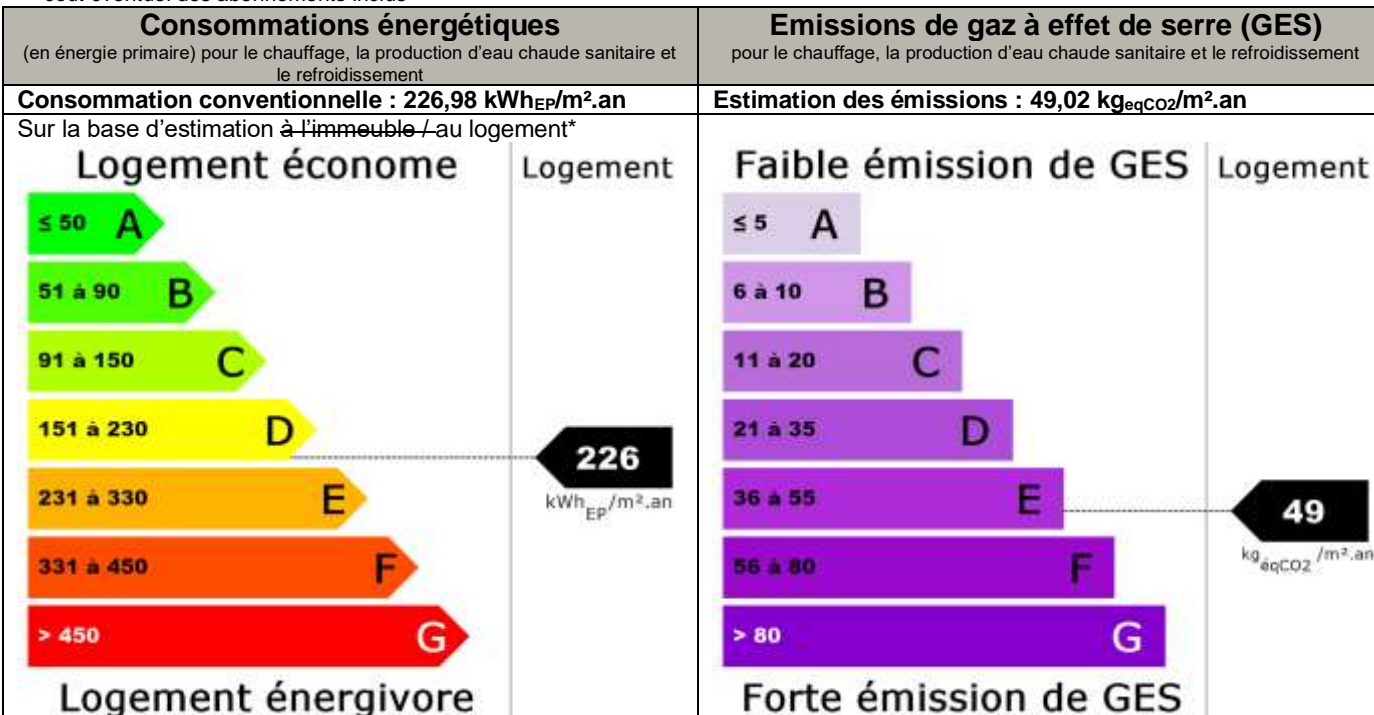 coût éventuel des abonnements inclus
Consommations énergétiques
(en énergie primaire) pour le chauffage, la production d'eau chaude sanitaire et
le refroidissement
Consommation conventionnelle : 226,98 kWhEP/m².an
Sur la base d'estimation à l'immeuble / au logement*
Logement économe
Logement
≤ 50 A
51 à 90 B
91 à 150 C
151 à 230 D
226
kWhEP/m².an
231 à 330 E
331 à 450 F
> 450 G
Logement énergivore
Emissions de gaz à effet de serre (GES)
pour le chauffage, la production d'eau chaude sanitaire et le refroidissement
Estimation des émissions : 49,02 kgeqCO2/m².an
Faible émission de GES
Logement
≤ 5 A
6 à 10 B
11 à 20 C
21 à 35 D
36 à 55 E
49
kgéqCO2 /m².an
56 à 80 F
> 80 G
Forte émission de GES